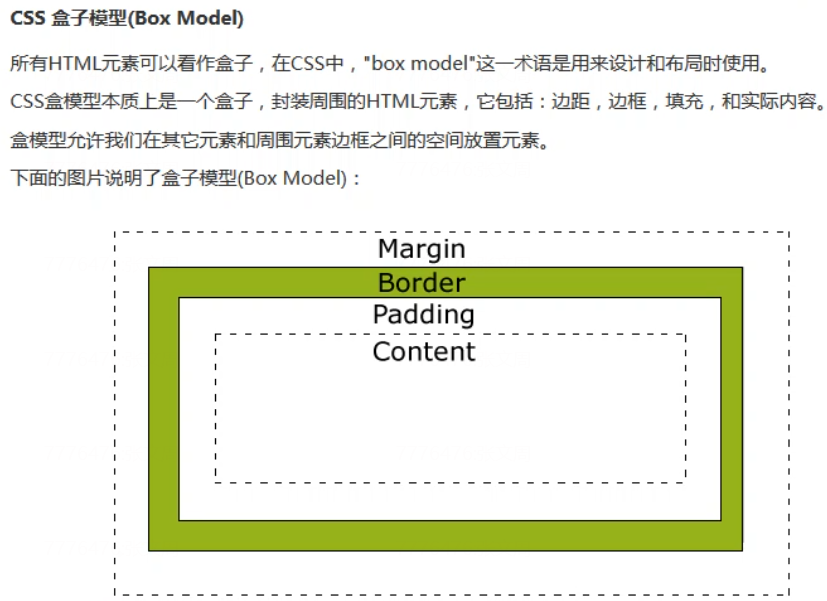 CSS 盒子模型(Box Model)
所有HTML元素可以看作盒子，在CSS中，"box model"这一术语是用来设计和布局时使用。
CSS盒模型本质上是一个盒子，封装周围的HTML元素，它包括：边距，边框，填充，和实际内容。
盒模型允许我们在其它元素和周围元素边框之间的空间放置元素。
下面的图片说明了盒子模型(Box Model)：
Margin
Border
Padding
Content